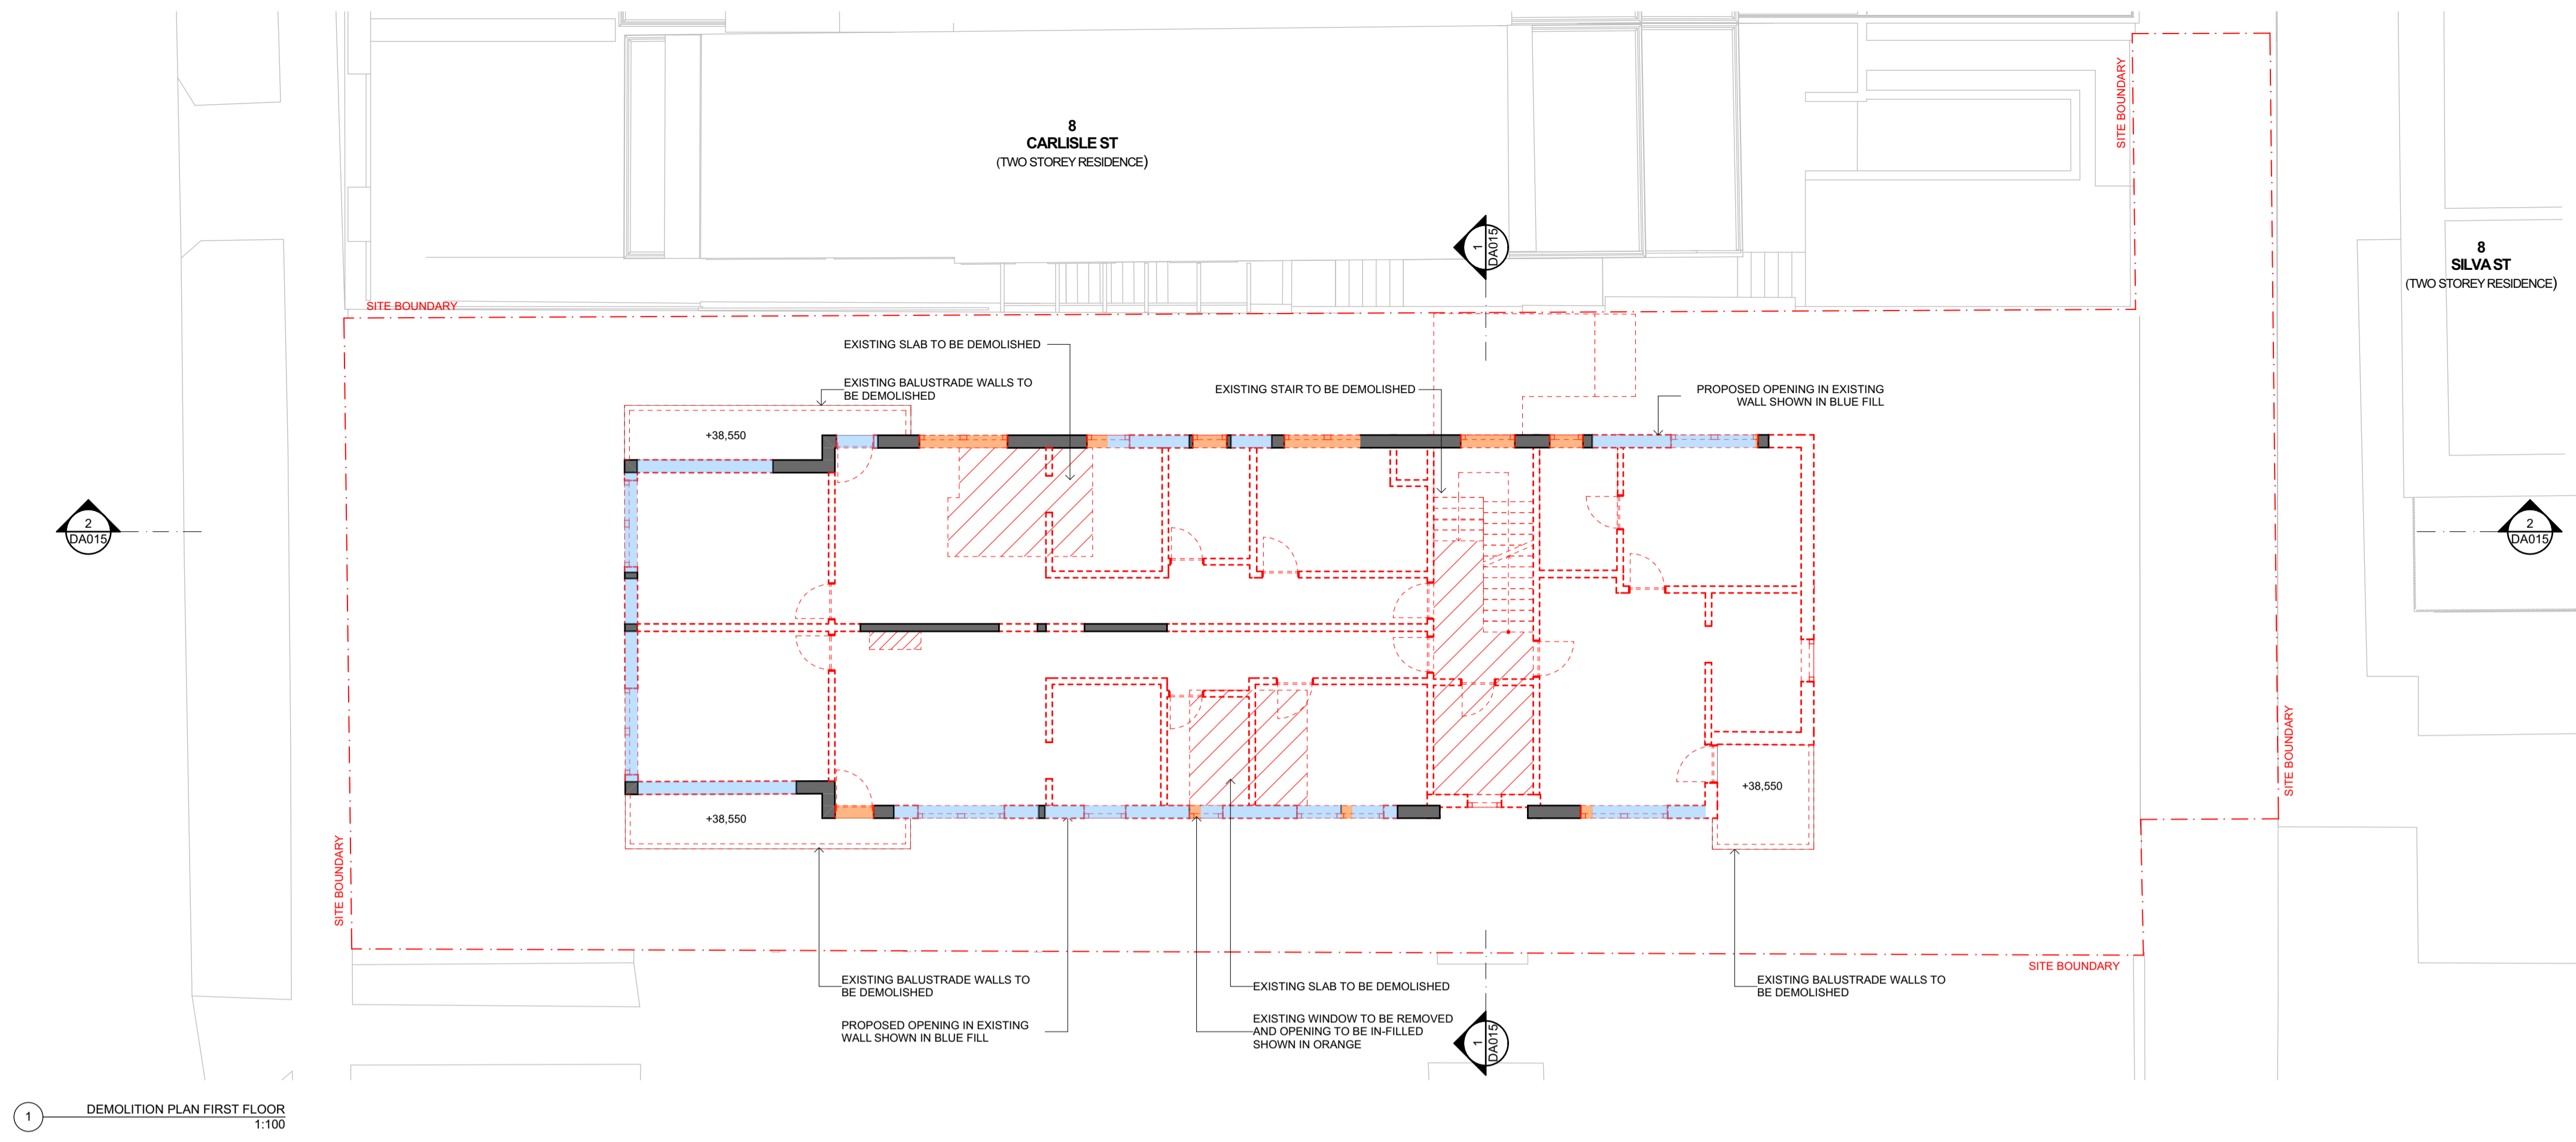 8
CARLISLE ST
(TWO STOREY RESIDENCE)
SITE BOUNDARY
8
SILVA ST
(TWO STOREY RESIDENCE)
1
DA015
SITE BOUNDARY
EXISTING SLAB TO BE DEMOLISHED
EXISTING BALUSTRADE WALLS TO
BE DEMOLISHED
EXISTING STAIR TO BE DEMOLISHED
PROPOSED OPENING IN EXISTING
WALL SHOWN IN BLUE FILL
+38,550
2
DA015
2
DA015
+38,550
+38,550
SITE BOUNDARY
SITE BOUNDARY
SITE BOUNDARY
EXISTING BALUSTRADE WALLS TO
BE DEMOLISHED
PROPOSED OPENING IN EXISTING
WALL SHOWN IN BLUE FILL
EXISTING SLAB TO BE DEMOLISHED
EXISTING WINDOW TO BE REMOVED
AND OPENING TO BE IN-FILLED
SHOWN IN ORANGE
EXISTING BALUSTRADE WALLS TO
BE DEMOLISHED
1
DA015
1
DEMOLITION PLAN FIRST FLOOR
1:100